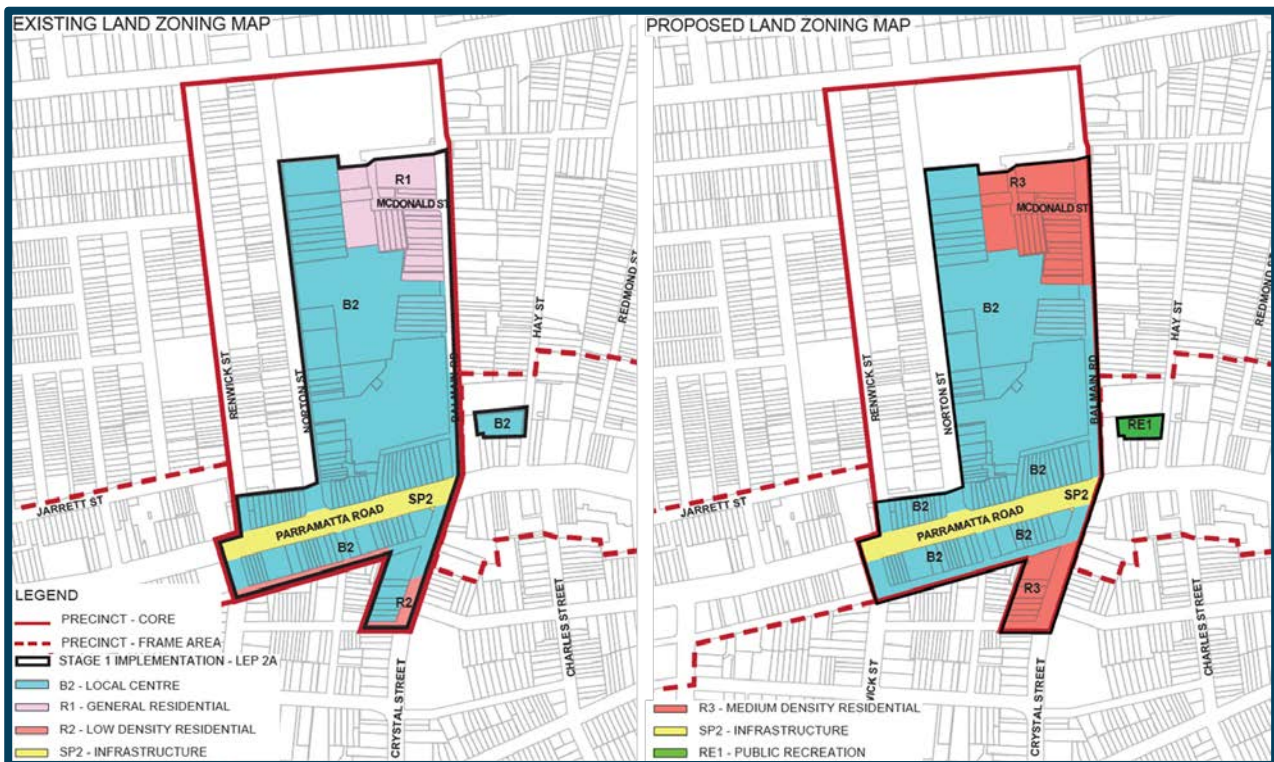 EXISTING LAND ZONING MAP
R1
MCDONALD ST
B2
HAY ST
REDMOND ST
RENWICK ST
NORTON ST
BALMAIN RD
B2
JARRETT ST
SP2
PARRAMATTA ROAD
B2
R2
CHARLES STREET
CRYSTAL STREET
LEGEND
PRECINCT - CORE
PRECINCT - FRAME AREA
STAGE 1 IMPLEMENTATION - LEP 2A
B2 - LOCAL CENTRE
R1 - GENERAL RESIDENTIAL
R2 - LOW DENSITY RESIDENTIAL
SP2 - INFRASTRUCTURE
PROPOSED LAND ZONING MAP
R3
MCDONALD ST
B2
HAY ST
REDMOND ST
RENWICK ST
NORTON ST
BALMAIN RD
RE1
B2
JARRETT ST
B2
SP2
PARRAMATTA ROAD
B2
B2
R3
WICK ST
CHARLES STREET
CRYSTAL STREET
R3 - MEDIUM DENSITY RESIDENTIAL
SP2 - INFRASTRUCTURE
RE1 - PUBLIC RECREATION